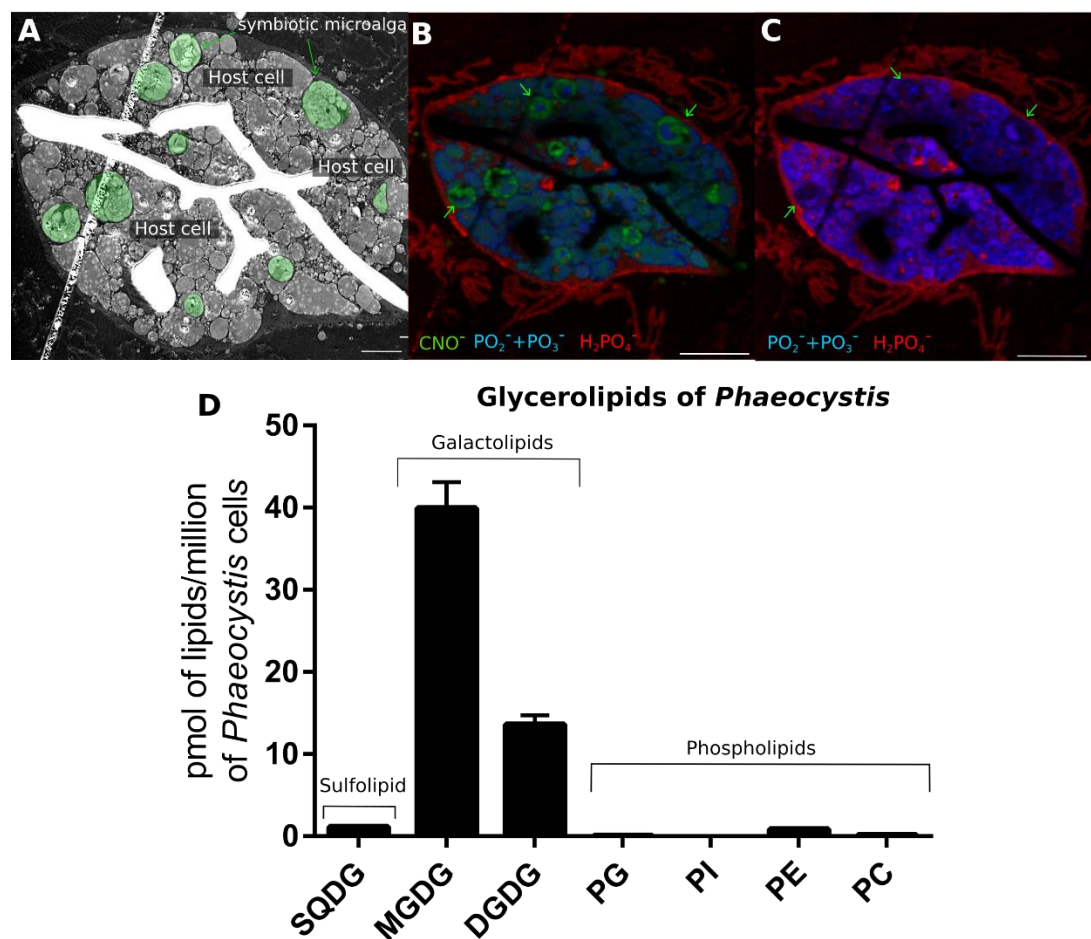 A
symbiotic microalga
Host cell
Host cell
Host cell
B
CNO⁻ PO₂⁻+PO₃⁻ H₂PO₄⁻
C
PO₂⁻+PO₃⁻ H₂PO₄⁻
D
Glycerolipids of Phaeocystis
pmol of lipids/million
of Phaeocystis cells
50
40
30
20
10
0
Sulfolipid
Galactolipids
Phospholipids
SQDG
MGDG
DGDG
PG
PI
PE
PC